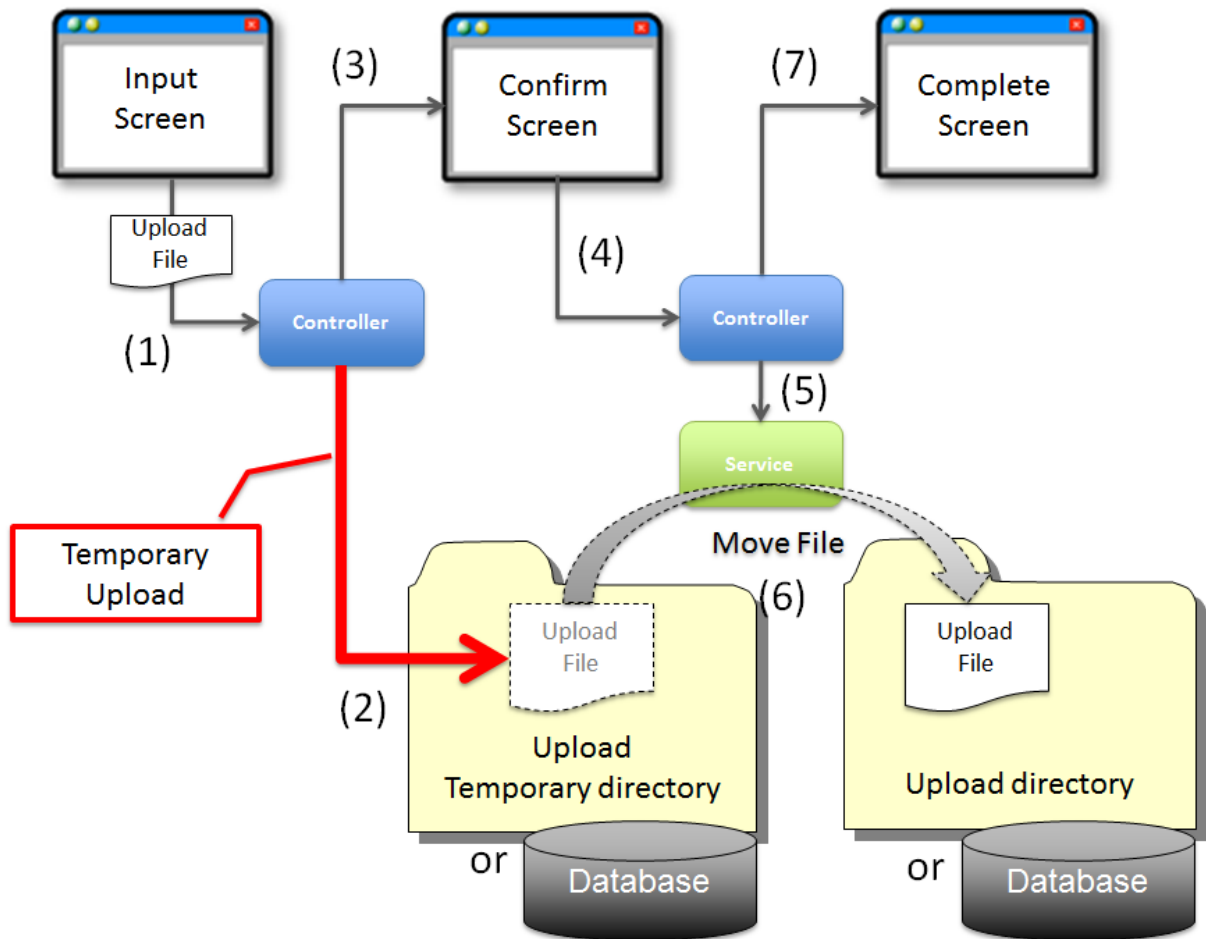 Input
Screen
(3)
Confirm
Screen
(7)
Complete
Screen
Upload
File
(1)
Controller
(4)
Controller
(5)
Service
Temporary
Upload
Move File
(6)
Upload
File
(2)
Upload
Temporary directory
or
Database
Upload
File
Upload directory
or
Database